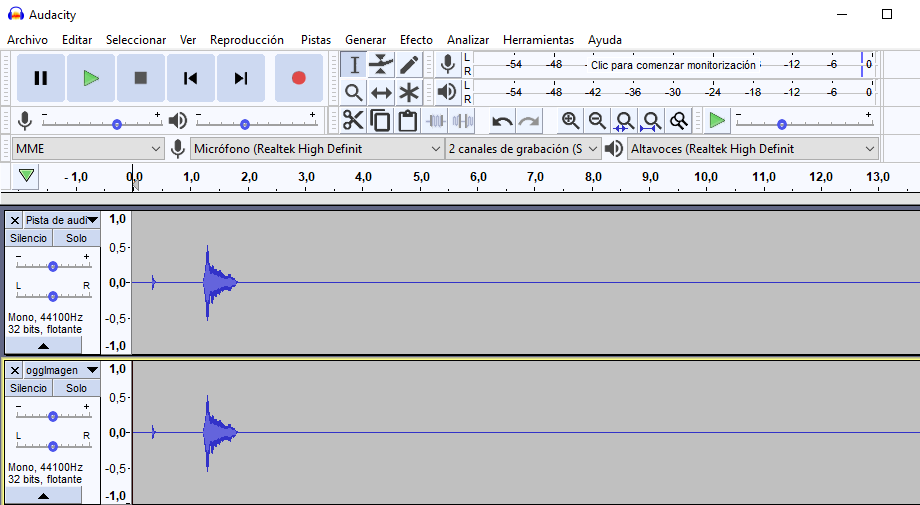 Audacity
Archivo Editar Seleccionar Ver Reproducción Pistas Generar Efecto Analizar Herramientas Ayuda
L R -54 -48 - Clic para comenzar monitorización -12 -6 0
L R -54 -48 -42 -36 -30 -24 -18 -12 -6 0
- + - + - +
MME Micrófono (Realtek High Definit 2 canales de grabación (S Altavoces (Realtek High Definit
- 1,0 0,0 1,0 2,0 3,0 4,0 5,0 6,0 7,0 8,0 9,0 10,0 11,0 12,0 13,0
Pista de audi 1,0
Silencio Solo
- + 0,5
L R 0,0
Mono, 44100Hz -0,5
32 bits, flotante
-1,0
oggImagen 1,0
Silencio Solo
- + 0,5
L R 0,0
Mono, 44100Hz -0,5
32 bits, flotante
-1,0